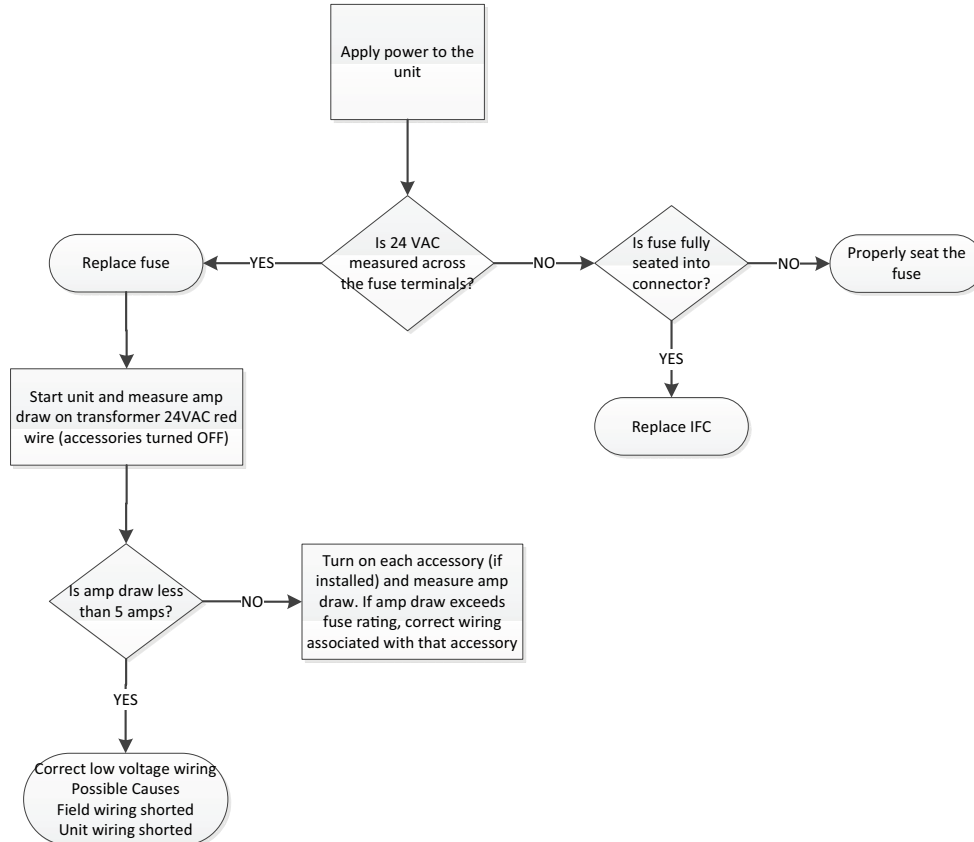 Apply power to the
unit
Is 24 VAC
measured across
the fuse terminals?
YES
Replace fuse
NO
Is fuse fully
seated into
connector?
NO
Properly seat the
fuse
YES
Replace IFC
Start unit and measure amp
draw on transformer 24VAC red
wire (accessories turned OFF)
Is amp draw less
than 5 amps?
NO
Turn on each accessory (if
installed) and measure amp
draw. If amp draw exceeds
fuse rating, correct wiring
associated with that accessory
YES
Correct low voltage wiring
Possible Causes
Field wiring shorted
Unit wiring shorted